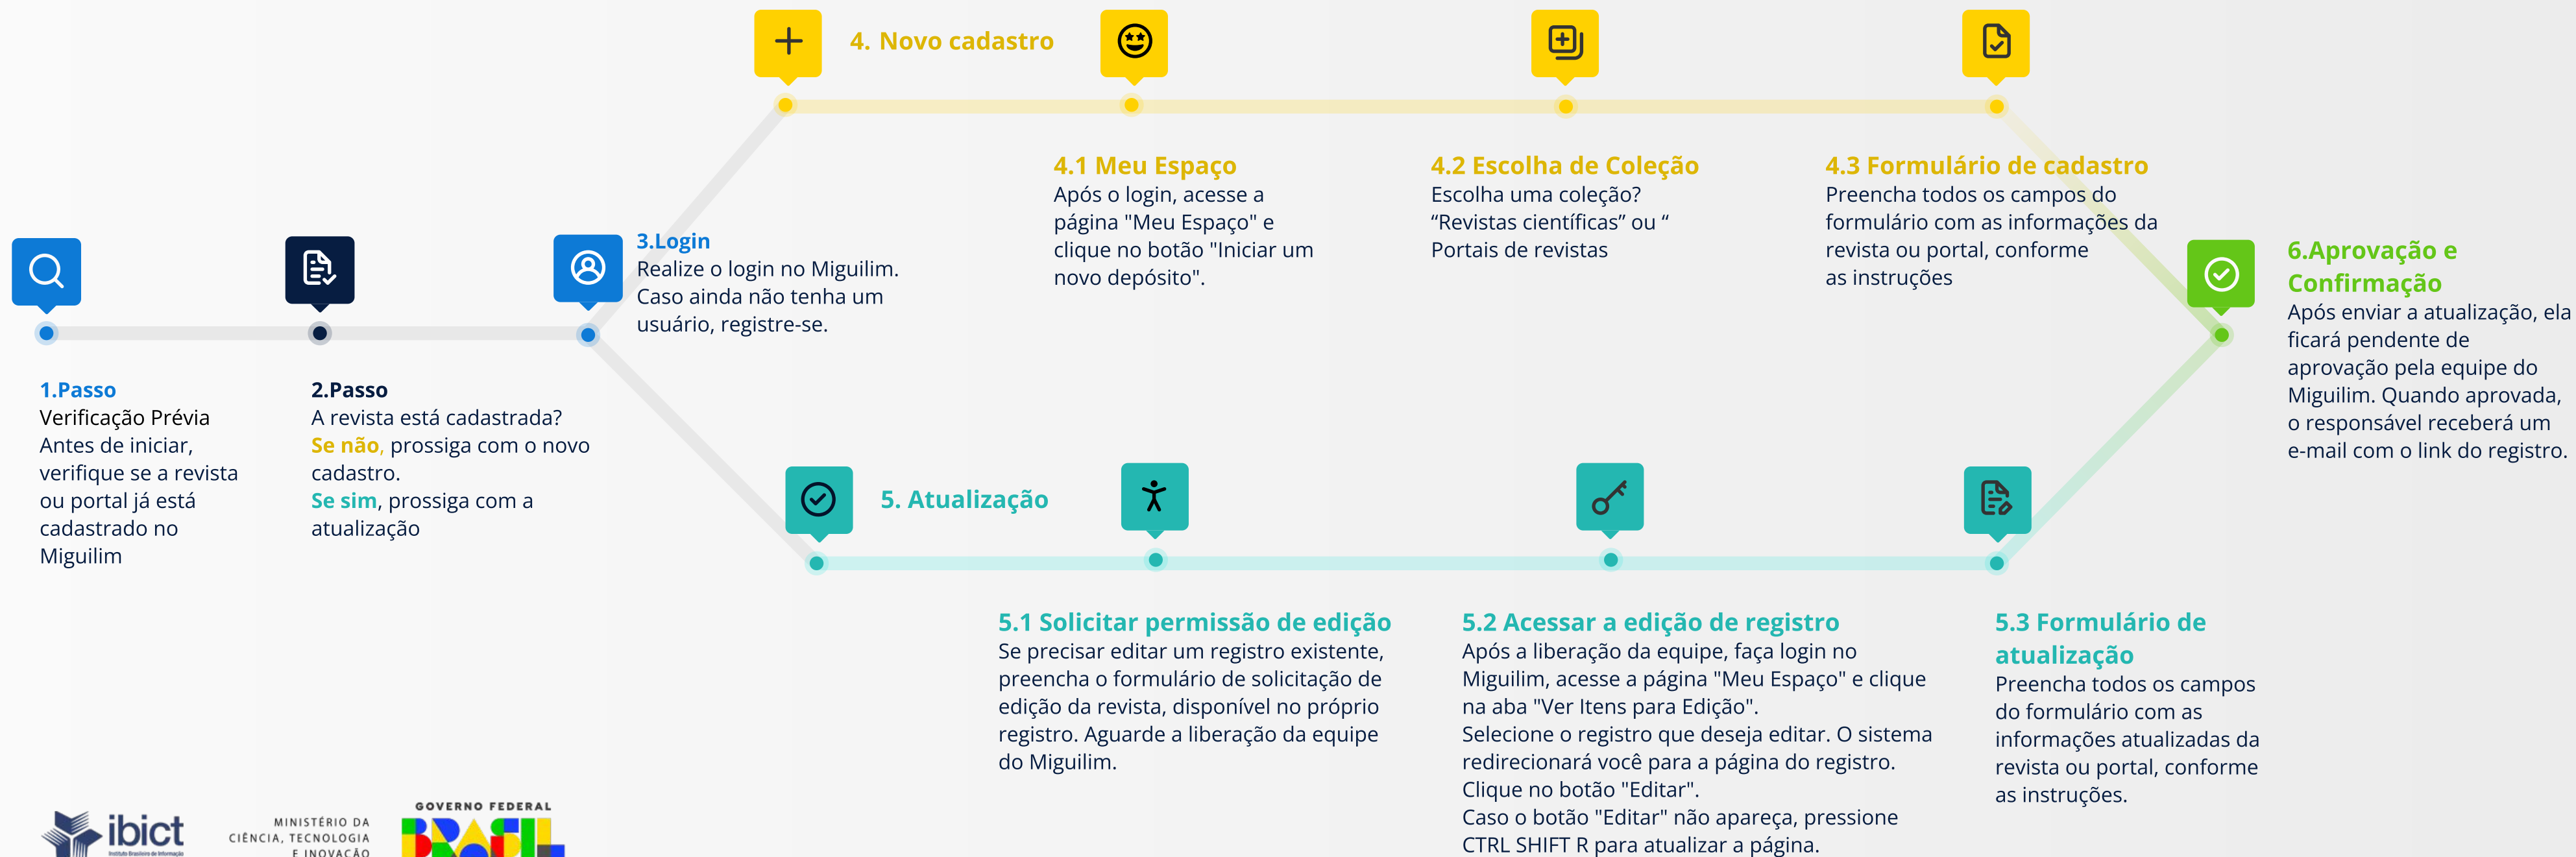 4. Novo cadastro
4.1 Meu Espaço
Após o login, acesse a
página "Meu Espaço" e
clique no botão "Iniciar um
novo depósito".
4.2 Escolha de Coleção
Escolha uma coleção?
“Revistas científicas” ou “
Portais de revistas
4.3 Formulário de cadastro
Preencha todos os campos do
formulário com as informações da
revista ou portal, conforme
as instruções
3.Login
Realize o login no Miguilim.
Caso ainda não tenha um
usuário, registre-se.
6.Aprovação e
Confirmação
Após enviar a atualização, ela
ficará pendente de
aprovação pela equipe do
Miguilim. Quando aprovada,
o responsável receberá um
e-mail com o link do registro.
1.Passo
Verificação Prévia
Antes de iniciar,
verifique se a revista
ou portal já está
cadastrado no
Miguilim
2.Passo
A revista está cadastrada?
Se não, prossiga com o novo
cadastro.
Se sim, prossiga com a
atualização
5. Atualização
5.1 Solicitar permissão de edição
Se precisar editar um registro existente,
preencha o formulário de solicitação de
edição da revista, disponível no próprio
registro. Aguarde a liberação da equipe
do Miguilim.
5.2 Acessar a edição de registro
Após a liberação da equipe, faça login no
Miguilim, acesse a página "Meu Espaço" e clique
na aba "Ver Itens para Edição".
Selecione o registro que deseja editar. O sistema
redirecionará você para a página do registro.
Clique no botão "Editar".
Caso o botão "Editar" não apareça, pressione
CTRL SHIFT R para atualizar a página.
5.3 Formulário de
atualização
Preencha todos os campos
do formulário com as
informações atualizadas da
revista ou portal, conforme
as instruções.
ibict
Instituto Brasileiro de Informação
MINISTÉRIO DA
CIÊNCIA, TECNOLOGIA
E INOVAÇÃO
GOVERNO FEDERAL
BRASIL